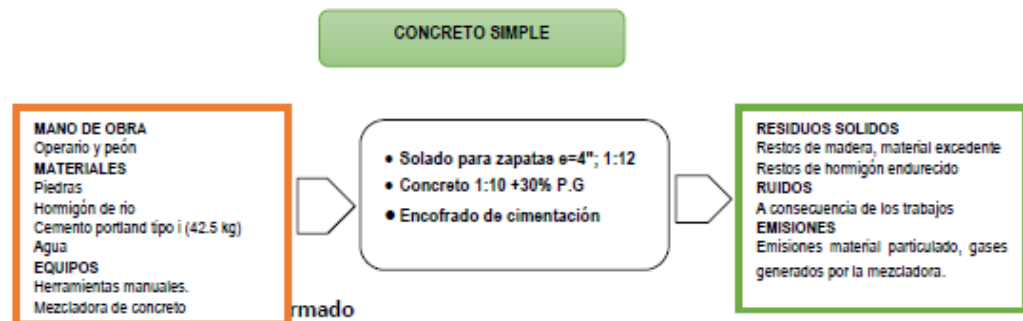 CONCRETO SIMPLE
MANO DE OBRA
Operario y peón
MATERIALES
Piedras
Hormigón de río
Cemento portland tipo i (42.5 kg)
Agua
EQUIPOS
Herramientas manuales.
Mezcladora de concreto
• Solado para zapatas e=4"; 1:12
• Concreto 1:10 +30% P.G
• Encofrado de cimentación
RESIDUOS SOLIDOS
Restos de madera, material excedente
Restos de hormigón endurecido
RUIDOS
A consecuencia de los trabajos
EMISIONES
Emisiones material particulado, gases
generados por la mezcladora.
rmado